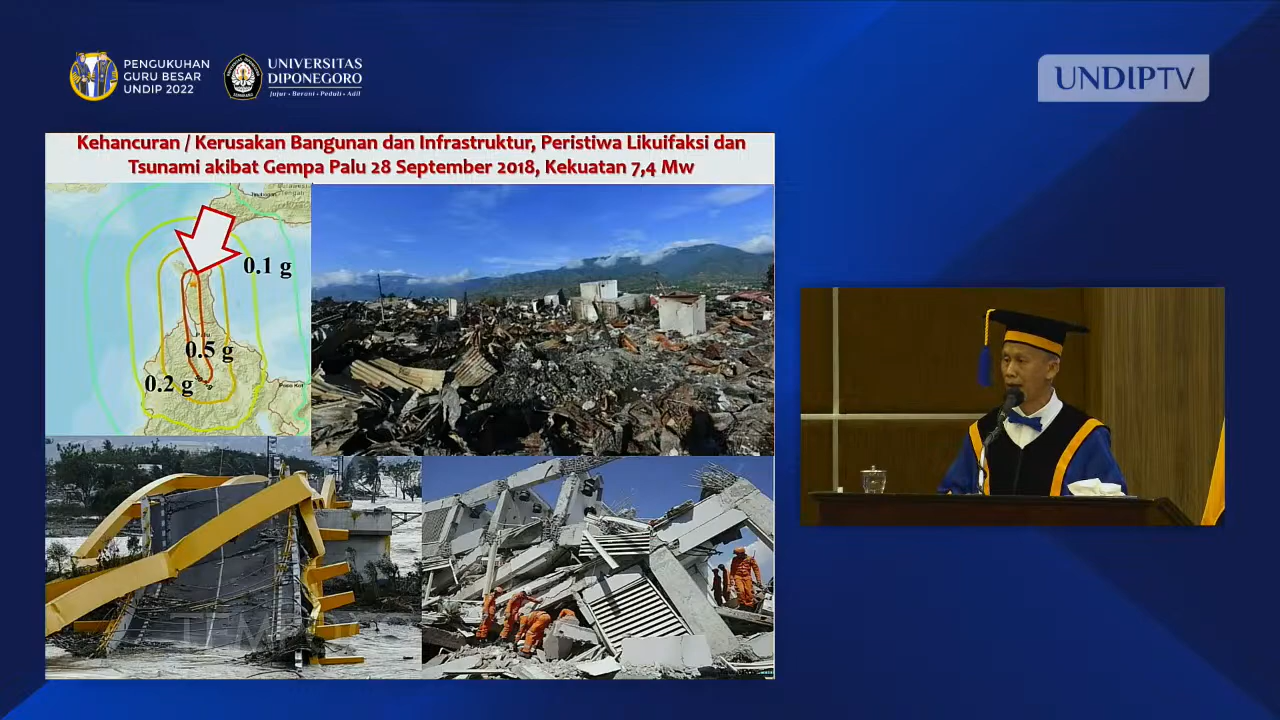 PENGUKUHAN
GURU BESAR
UNDIP 2022
UNIVERSITAS
DIPONEGORO
Jujur • Berani • Peduli • Adil
UNDIPTV
Kehancuran / Kerusakan Bangunan dan Infrastruktur, Peristiwa Likuifaksi dan
Tsunami akibat Gempa Palu 28 September 2018, Kekuatan 7,4 Mw
0.1 g
Palu
0.5 g
0.2 g